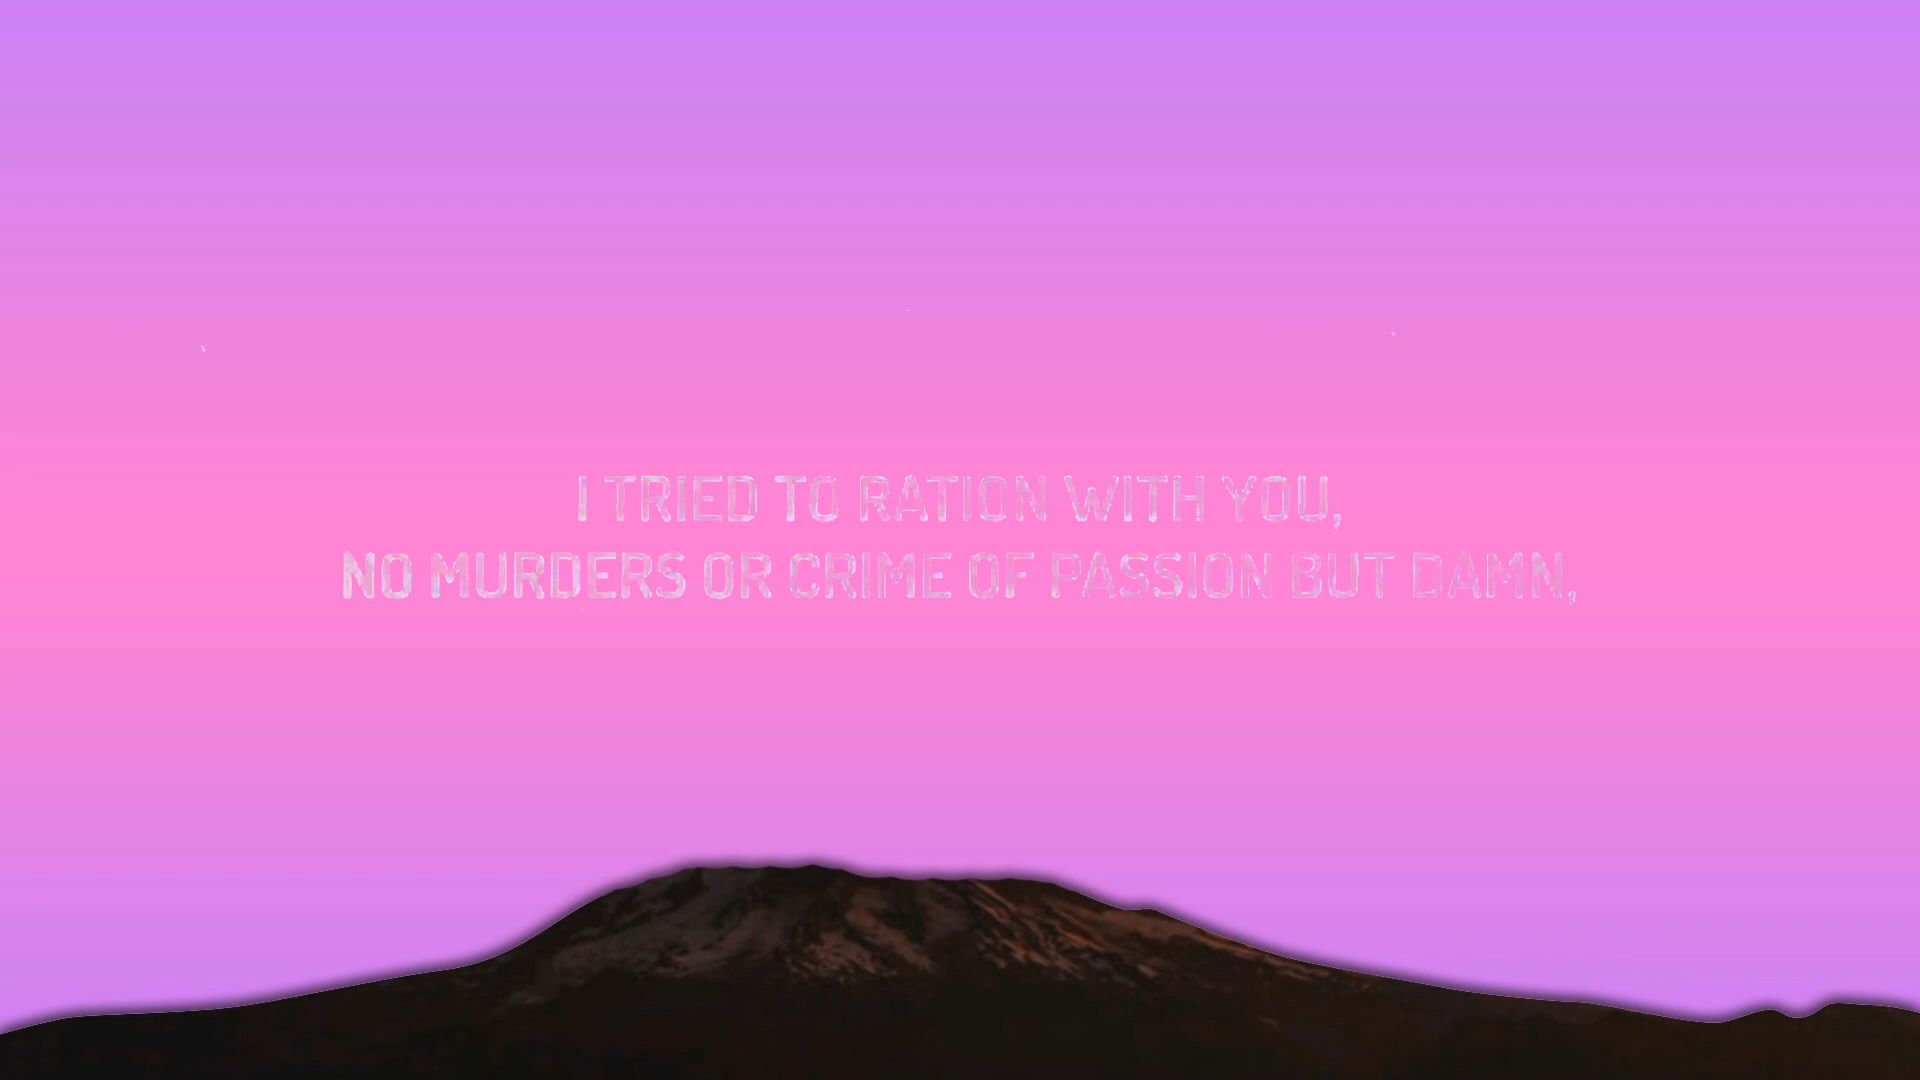 I TRIED TO RATION WITH YOU,
NO MURDERS OR CRIME OF PASSION BUT DAMN,